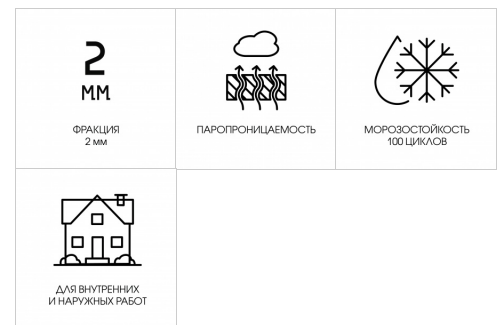 2
ММ
ФРАКЦИЯ
2 мм
ПАРОПРОНИЦАЕМОСТЬ
МОРОЗОСТОЙКОСТЬ
100 ЦИКЛОВ
ДЛЯ ВНУТРЕННИХ
И НАРУЖНЫХ РАБОТ